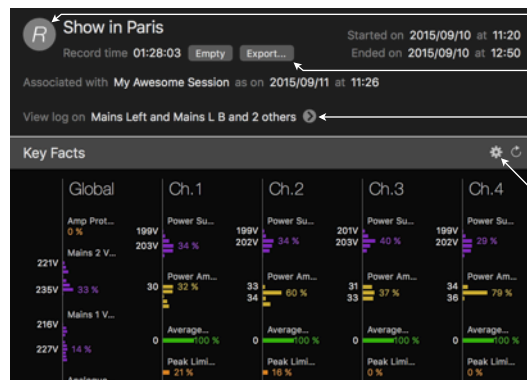 R
Show in Paris
Started on 2015/09/10 at 11:20
Record time 01:28:03 Empty Export...
Ended on 2015/09/10 at 12:50
Associated with My Awesome Session as on 2015/09/11 at 11:26
View log on Mains Left and Mains L B and 2 others
Key Facts
Global Ch.1 Ch.2 Ch.3 Ch.4
Amp Prot... Power Su... Power Su... Power Su... Power Su...
0 % 199V 199V 201V 199V
203V 34 % 202V 34 % 203V 40 % 202V 29 %
Mains 2 V...
221V
Power Am... Power Am... Power Am... Power Am...
235V 33 % 30 32 % 33 60 % 31 37 % 34 79 %
34 33 36
Mains 1 V...
216V
Average... Average... Average... Average...
227V 14 % 0 100 % 0 100 % 0 100 % 0 100 %
Peak Limi... Peak Limi... Peak Limi... Peak Limi...
21 % 16 % 0 % 0 %